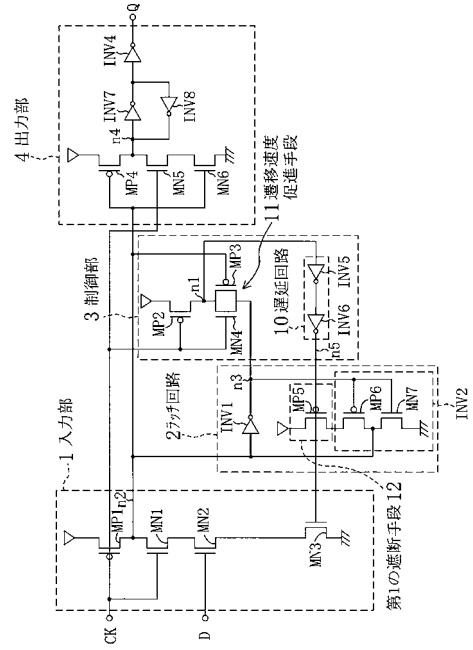 1 入力部
CK
D
MP1
n2
MN1
MN2
MN3
第1の遮断手段12
2 ラッチ回路
INV1
n3
MP5
MP6
MN7
INV2
3 制御部
MP2
n1
MN4
MP3
11 遷移速度
促進手段
10 遅延回路
INV5
INV6
n5
4 出力部
MP4
MN5
MN6
n4
INV7
INV8
INV4
Q